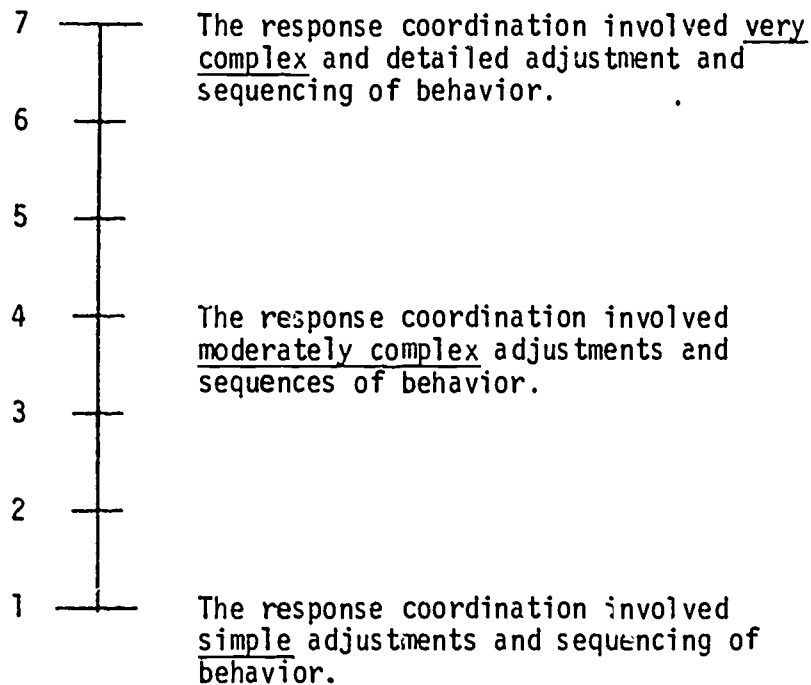 7 The response coordination involved very
complex and detailed adjustment and
sequencing of behavior.
6
5
4 The response coordination involved
moderately complex adjustments and
sequences of behavior.
3
2
1 The response coordination involved
simple adjustments and sequencing of
behavior.